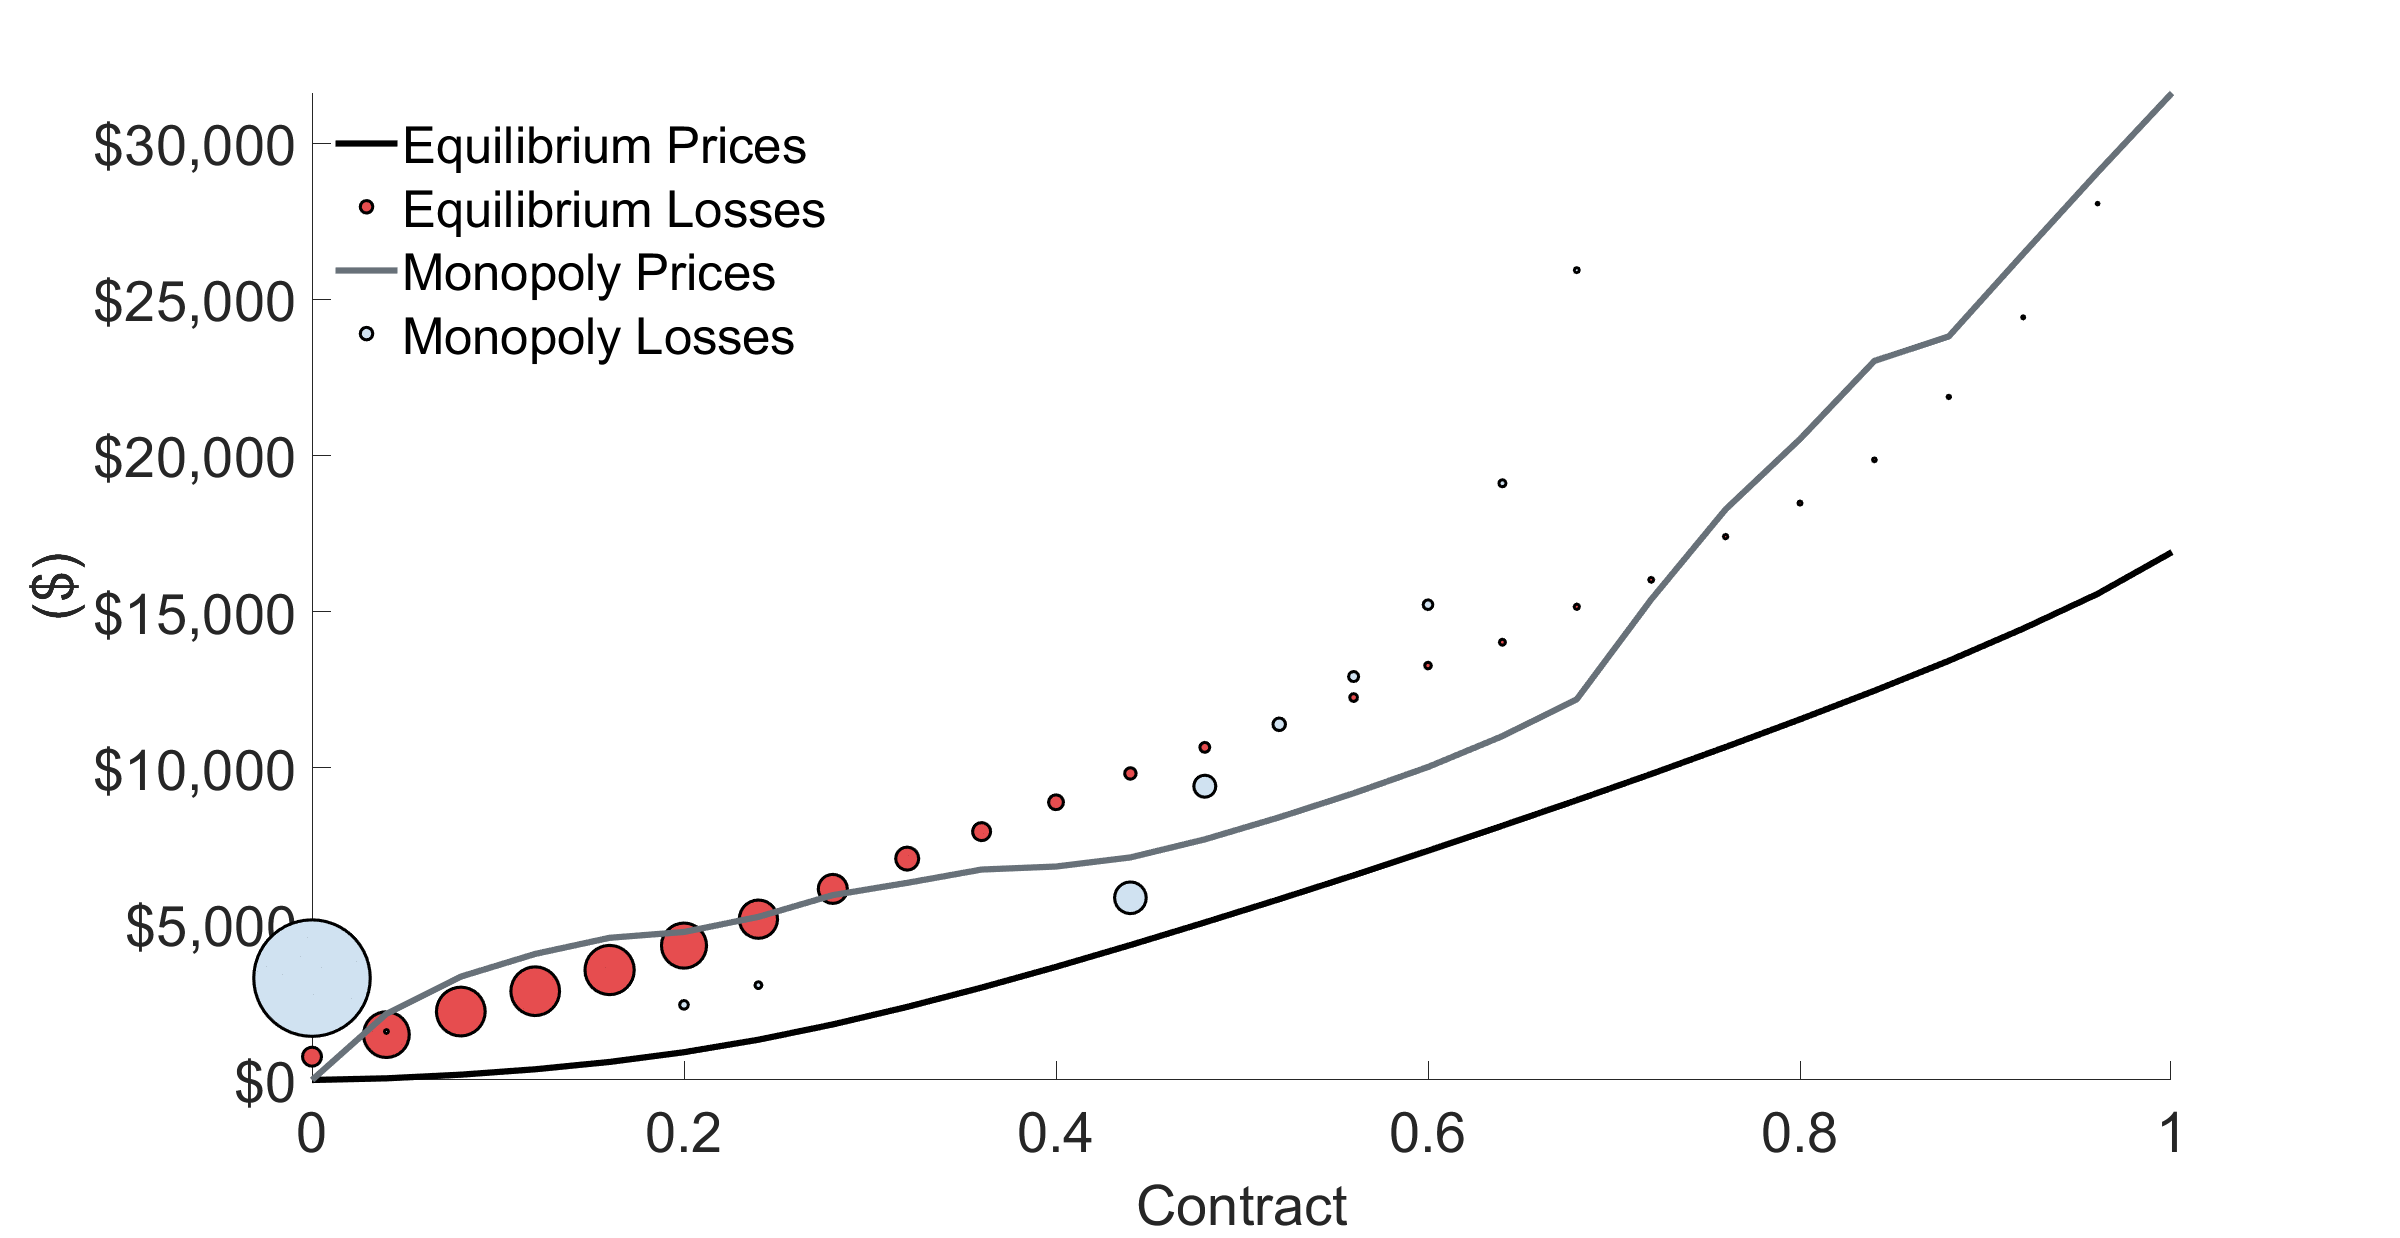 Equilibrium Prices
Equilibrium Losses
Monopoly Prices
Monopoly Losses
$30,000
$25,000
$20,000
$15,000
$10,000
$5,000
$0
($)
0 0.2 0.4 0.6 0.8 1
Contract